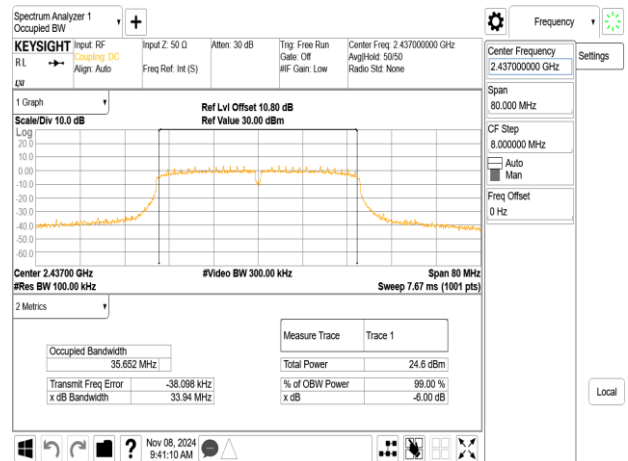 Spectrum Analyzer 1
Occupied BW
Frequency
KEYSIGHT
Input: RF
Input Z: 50 Ω
Atten: 30 dB
Trig: Free Run
Center Freq: 2.437000000 GHz
RL
Coupling: DC
Gate: Off
Avg|Hold: 50/50
Align: Auto
Freq Ref: Int (S)
#IF Gain: Low
Radio Std: None
LXI
Center Frequency
2.437000000 GHz
Settings
Span
80.000 MHz
CF Step
8.000000 MHz
Auto
Man
Freq Offset
0 Hz
Local
1 Graph
Ref Lvl Offset 10.80 dB
Scale/Div 10.0 dB
Ref Value 30.00 dBm
Log
20.0
10.0
0.00
-10.0
-20.0
-30.0
-40.0
-50.0
-60.0
Center 2.43700 GHz
#Video BW 300.00 kHz
Span 80 MHz
#Res BW 100.00 kHz
Sweep 7.67 ms (1001 pts)
2 Metrics
Measure Trace
Trace 1
Occupied Bandwidth
35.652 MHz
Total Power
24.6 dBm
Transmit Freq Error
-38.098 kHz
% of OBW Power
99.00 %
x dB Bandwidth
33.94 MHz
x dB
-6.00 dB
?
Nov 08, 2024
9:41:10 AM